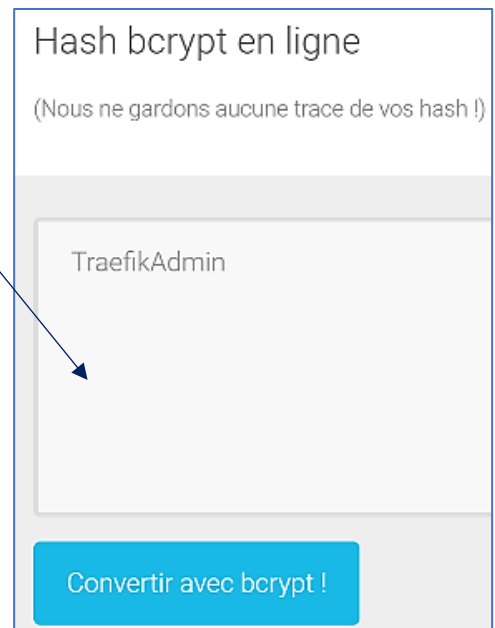 Hash bcrypt en ligne
(Nous ne gardons aucune trace de vos hash !)
TraefikAdmin
Convertir avec bcrypt !